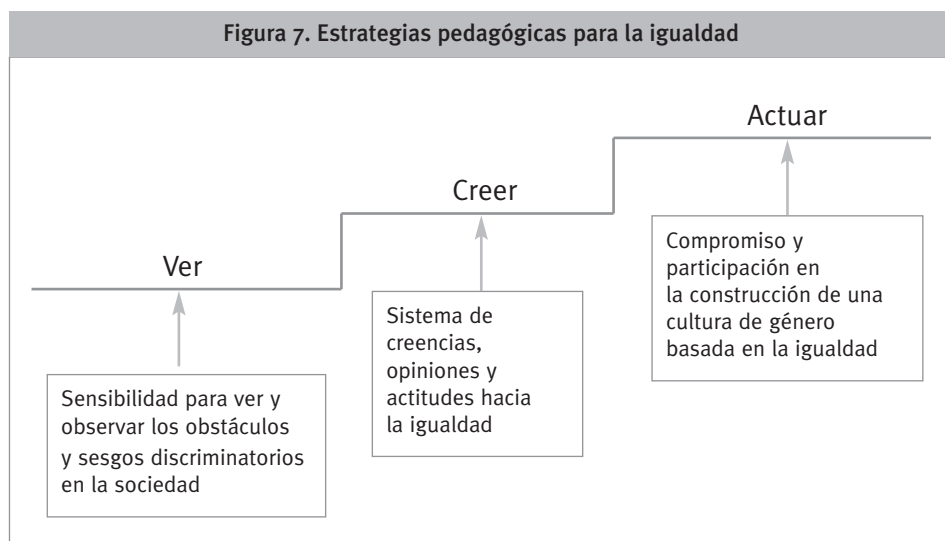 Figura 7. Estrategias pedagógicas para la igualdad
Ver
Sensibilidad para ver y
observar los obstáculos
y sesgos discriminatorios
en la sociedad
Creer
Sistema de
creencias,
opiniones y
actitudes hacia
la igualdad
Actuar
Compromiso y
participación en
la construcción de una
cultura de género
basada en la igualdad